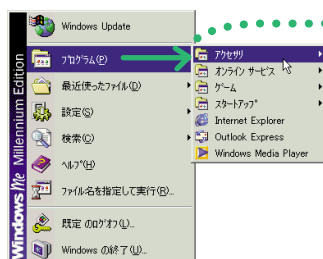 Windows Update
プログラム(P)
最近使ったファイル(D)
設定(S)
検索(C)
ヘルプ(H)
ファイル名を指定して実行(R)...
既定 のログオフ(L)...
Windows の終了(U)...
Windows Me Millennium Edition
アクセサリ
オンライン サービス
ゲーム
スタートアップ
Internet Explorer
Outlook Express
Windows Media Player